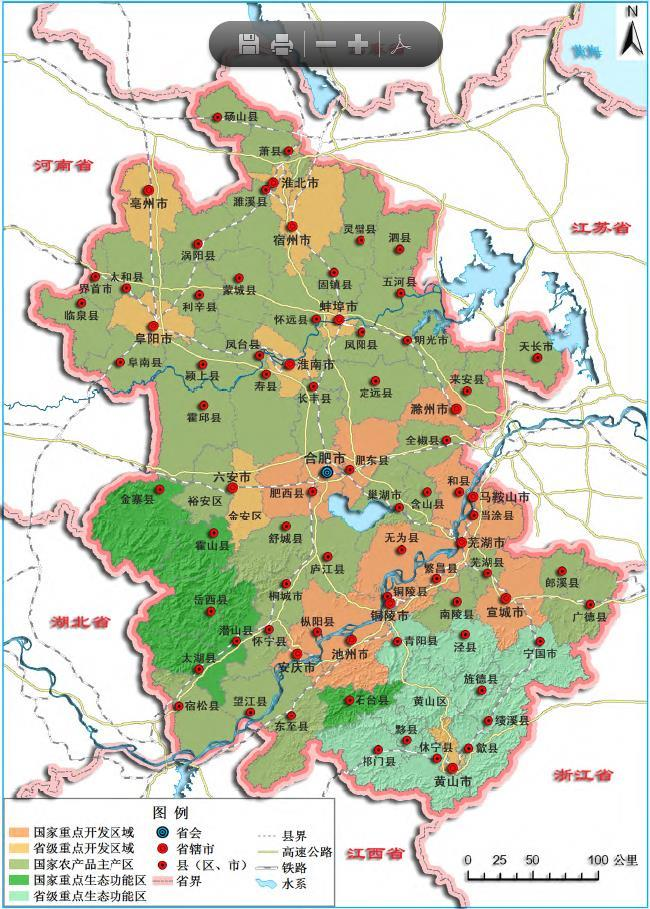 N
黄海
河南省
江苏省
砀山县
萧县
淮北市
亳州市
濉溪县
宿州市
灵璧县
泗县
涡阳县
太和县
界首市
蒙城县
固镇县
五河县
临泉县
利辛县
怀远县
蚌埠市
阜阳市
凤台县
凤阳县
明光市
天长市
阜南县
颍上县
淮南市
寿县
定远县
来安县
长丰县
霍邱县
滁州市
全椒县
合肥市
肥东县
六安市
金寨县
裕安区
肥西县
巢湖市
和县
含山县
马鞍山市
当涂县
金安区
霍山县
舒城县
无为县
芜湖市
庐江县
繁昌县
芜湖县
郎溪县
岳西县
桐城市
铜陵县
铜陵市
南陵县
宣城市
广德县
湖北省
潜山县
怀宁县
枞阳县
太湖县
安庆市
池州市
青阳县
泾县
宁国市
旌德县
宿松县
望江县
石台县
黄山区
东至县
绩溪县
黟县
休宁县
歙县
祁门县
黄山市
浙江省
江西省
图 例
国家重点开发区域
省级重点开发区域
国家农产品主产区
国家重点生态功能区
省级重点生态功能区
省会
省辖市
县（区、市）
省界
县界
高速公路
铁路
水系
0 25 50 100 公里